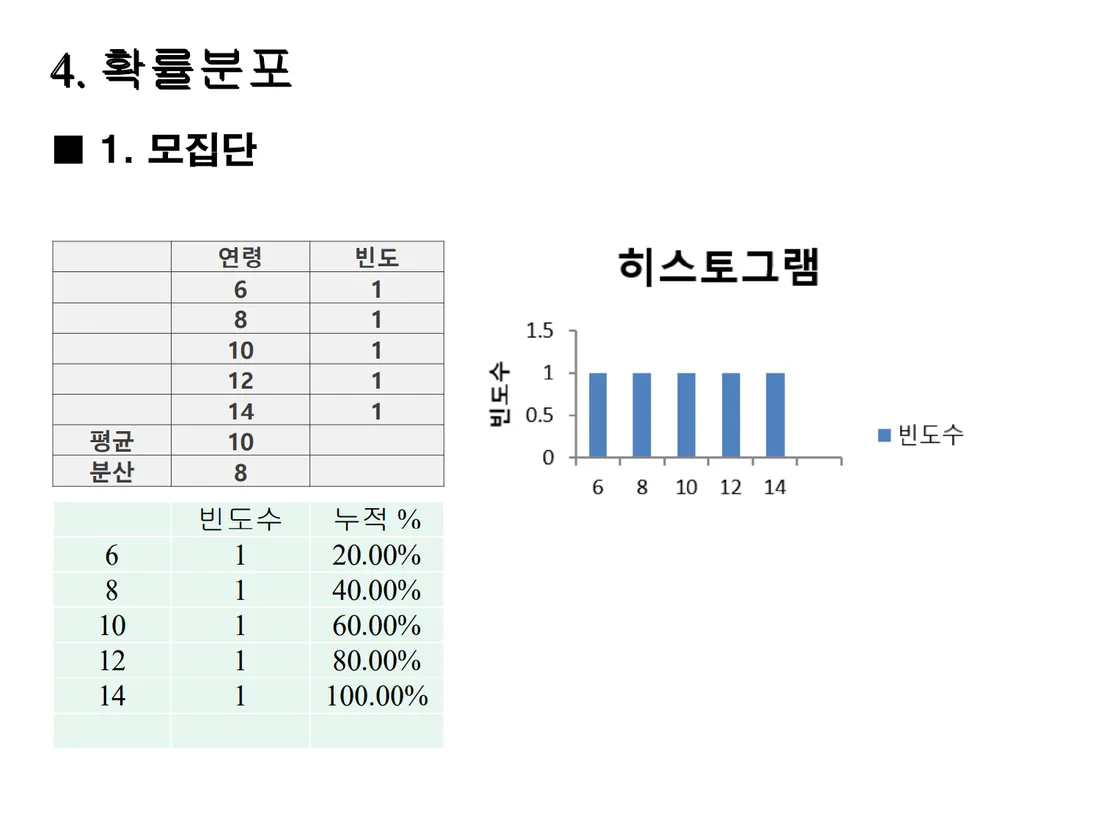 4. 확률분포
■ 1. 모집단
연령 빈도
6 1
8 1
10 1
12 1
14 1
평균 10
분산 8
빈도수 누적 %
6 1 20.00%
8 1 40.00%
10 1 60.00%
12 1 80.00%
14 1 100.00%
히스토그램
빈도수
1.5
1
0.5
0
6 8 10 12 14
빈도수